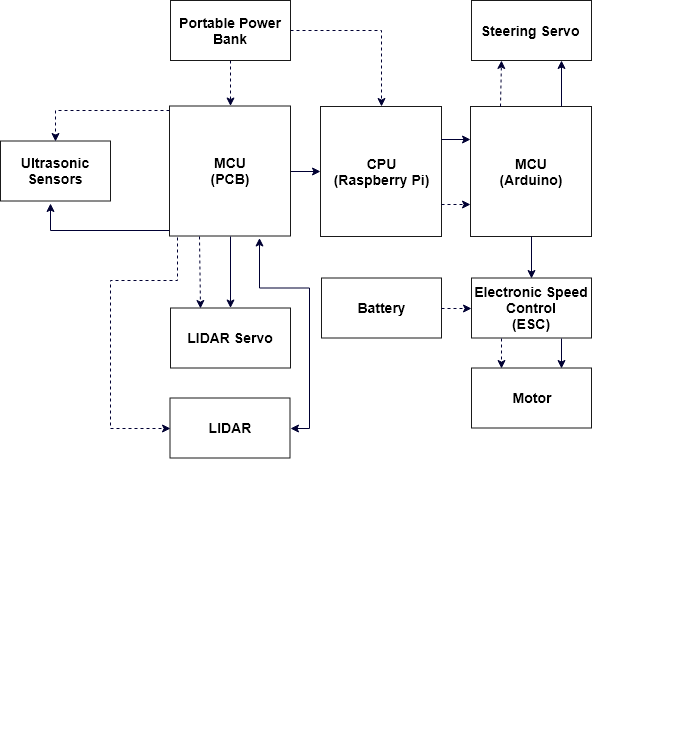 Portable Power
Bank
Steering Servo
Ultrasonic
Sensors
MCU
(PCB)
CPU
(Raspberry Pi)
MCU
(Arduino)
Battery
Electronic Speed
Control
(ESC)
LIDAR Servo
Motor
LIDAR